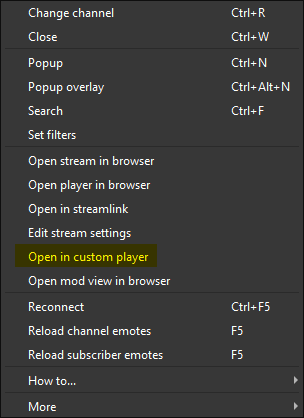 Change channel Ctrl+R
Close Ctrl+W
Popup Ctrl+N
Popup overlay Ctrl+Alt+N
Search Ctrl+F
Set filters
Open stream in browser
Open player in browser
Open in streamlink
Edit stream settings
Open in custom player
Open mod view in browser
Reconnect Ctrl+F5
Reload channel emotes F5
Reload subscriber emotes F5
How to...
More